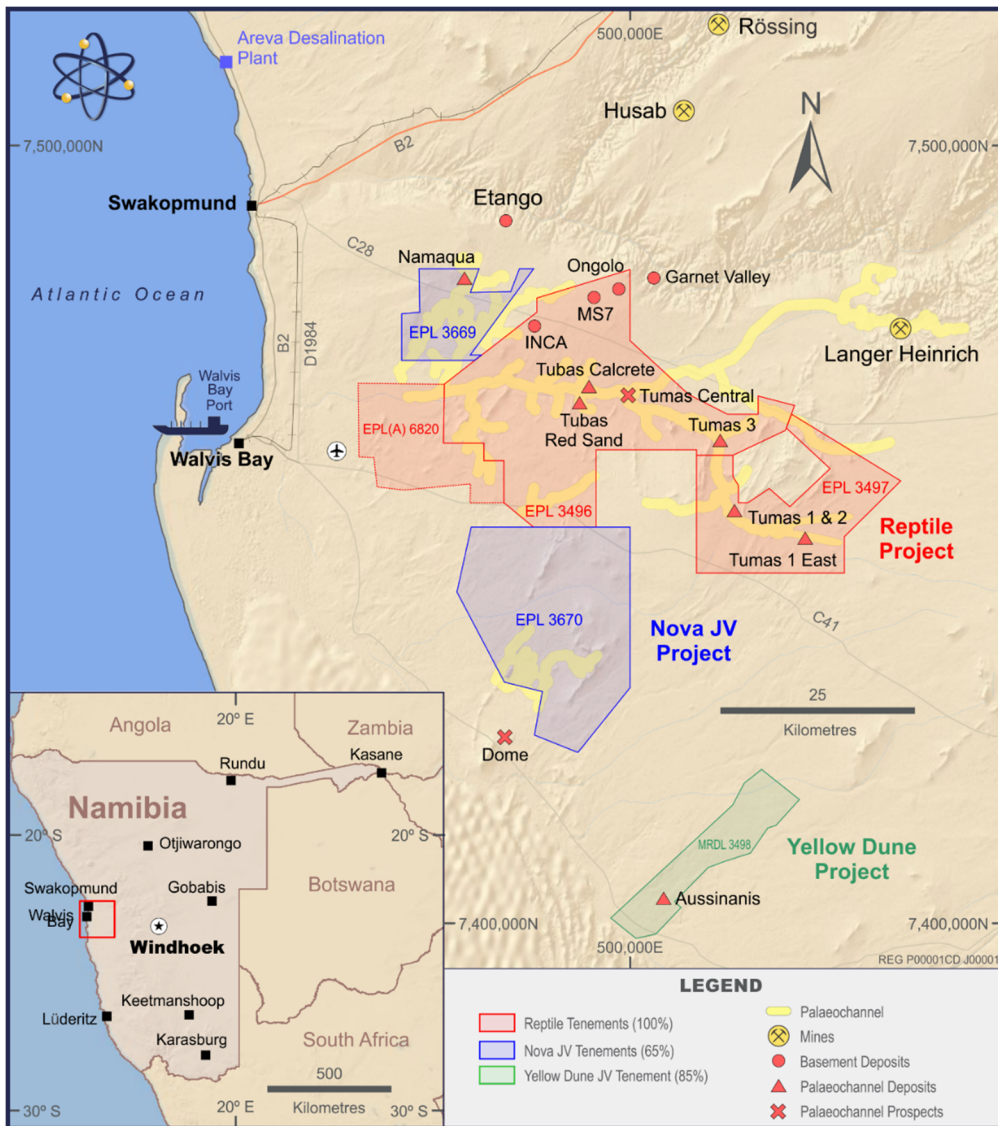 Areva Desalination
Plant
500,000E
Rössing
Husab
N
7,500,000N
7,500,000N
B2
Swakopmund
Etango
C28
Namaqua
Ongolo
Garnet Valley
Atlantic Ocean
MS7
EPL 3669
INCA
B2
D1984
Langer Heinrich
Tubas Calcrete
Walvis
Bay
Port
Tumas Central
Tubas
Red Sand
Tumas 3
EPL(A) 6820
Walvis Bay
EPL 3497
EPL 3496
Tumas 1 & 2
Reptile
Project
Tumas 1 East
EPL 3670
Nova JV
Project
C41
25
Kilometres
Dome
MRDL 3498
Yellow Dune
Project
Aussinanis
7,400,000N
7,400,000N
500,000E
REG P00001CD J00001
Angola
20° E
Zambia
Rundu
Kasane
Namibia
20° S
20° S
Otjiwarongo
Swakopmund
Gobabis
Botswana
Walvis
Bay
Windhoek
Keetmanshoop
Lüderitz
Karasburg
South Africa
500
Kilometres
30° S
20° E
30° S
LEGEND
Reptile Tenements (100%)
Nova JV Tenements (65%)
Yellow Dune JV Tenement (85%)
Palaeochannel
Mines
Basement Deposits
Palaeochannel Deposits
Palaeochannel Prospects